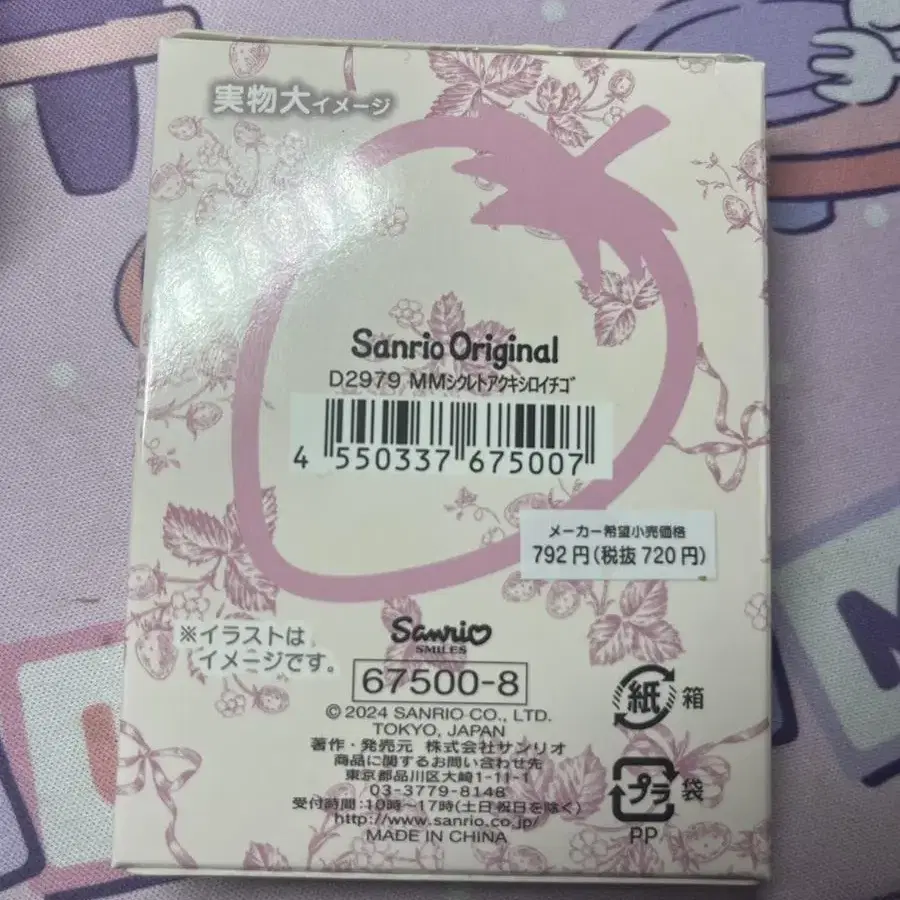 実物大イメージ
Sanrio Original
D2979 MMシクレトアクキシロイチゴ
4 550337 675007
メーカー希望小売価格
792円(税抜720円)
※イラストは
イメージです。
Sanrio
SMILES
67500-8
© 2024 SANRIO CO., LTD.
TOKYO, JAPAN
著作・発売元 株式会社サンリオ
商品に関するお問い合わせ先
東京都品川区大崎1-11-1
03-3779-8148
受付時間:10時~17時(土日祝日を除く)
http://www.sanrio.co.jp/
MADE IN CHINA
紙 箱
プラ 袋
PP